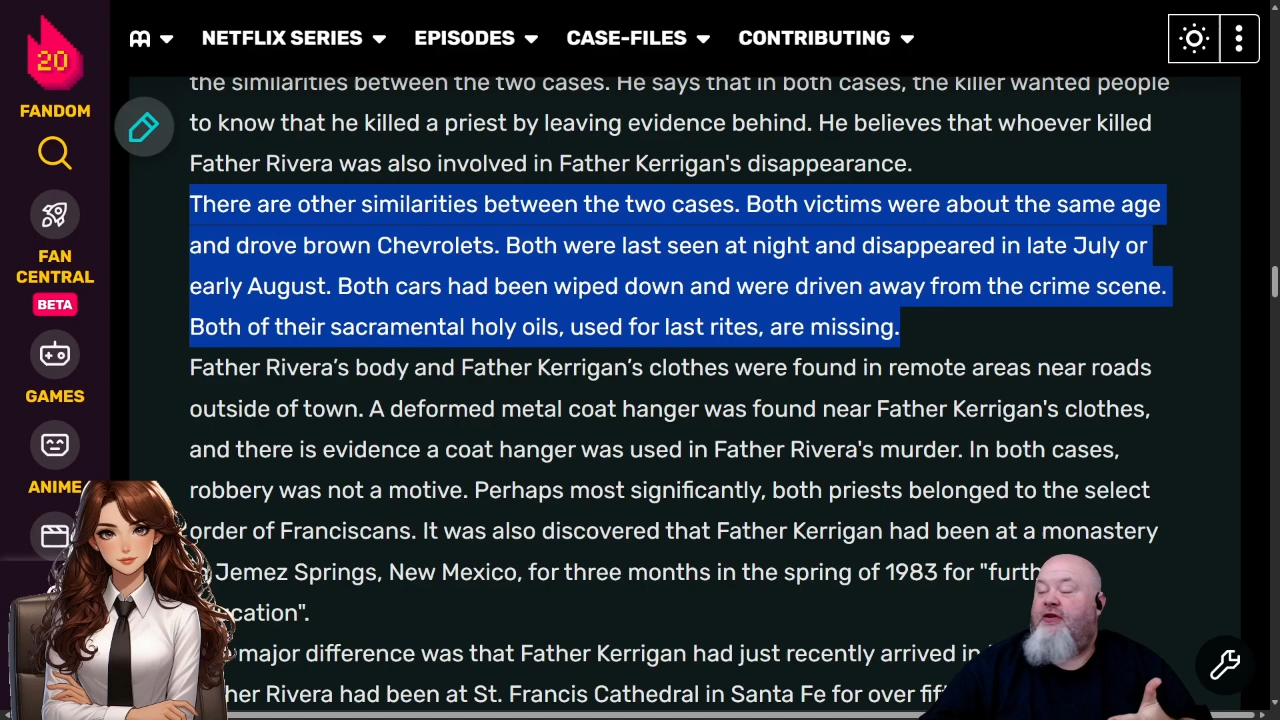 20
FANDOM
FAN
CENTRAL
BETA
GAMES
ANIME
NETFLIX SERIES
EPISODES
CASE-FILES
CONTRIBUTING
the similarities between the two cases. He says that in both cases, the killer wanted people
to know that he killed a priest by leaving evidence behind. He believes that whoever killed
Father Rivera was also involved in Father Kerrigan's disappearance.
There are other similarities between the two cases. Both victims were about the same age
and drove brown Chevrolets. Both were last seen at night and disappeared in late July or
early August. Both cars had been wiped down and were driven away from the crime scene.
Both of their sacramental holy oils, used for last rites, are missing.
Father Rivera’s body and Father Kerrigan’s clothes were found in remote areas near roads
outside of town. A deformed metal coat hanger was found near Father Kerrigan's clothes,
and there is evidence a coat hanger was used in Father Rivera's murder. In both cases,
robbery was not a motive. Perhaps most significantly, both priests belonged to the select
order of Franciscans. It was also discovered that Father Kerrigan had been at a monastery
Jemez Springs, New Mexico, for three months in the spring of 1983 for
major difference was that Father Kerrigan had just recently arrived in
Rivera had been at St. Francis Cathedral in Santa Fe for over